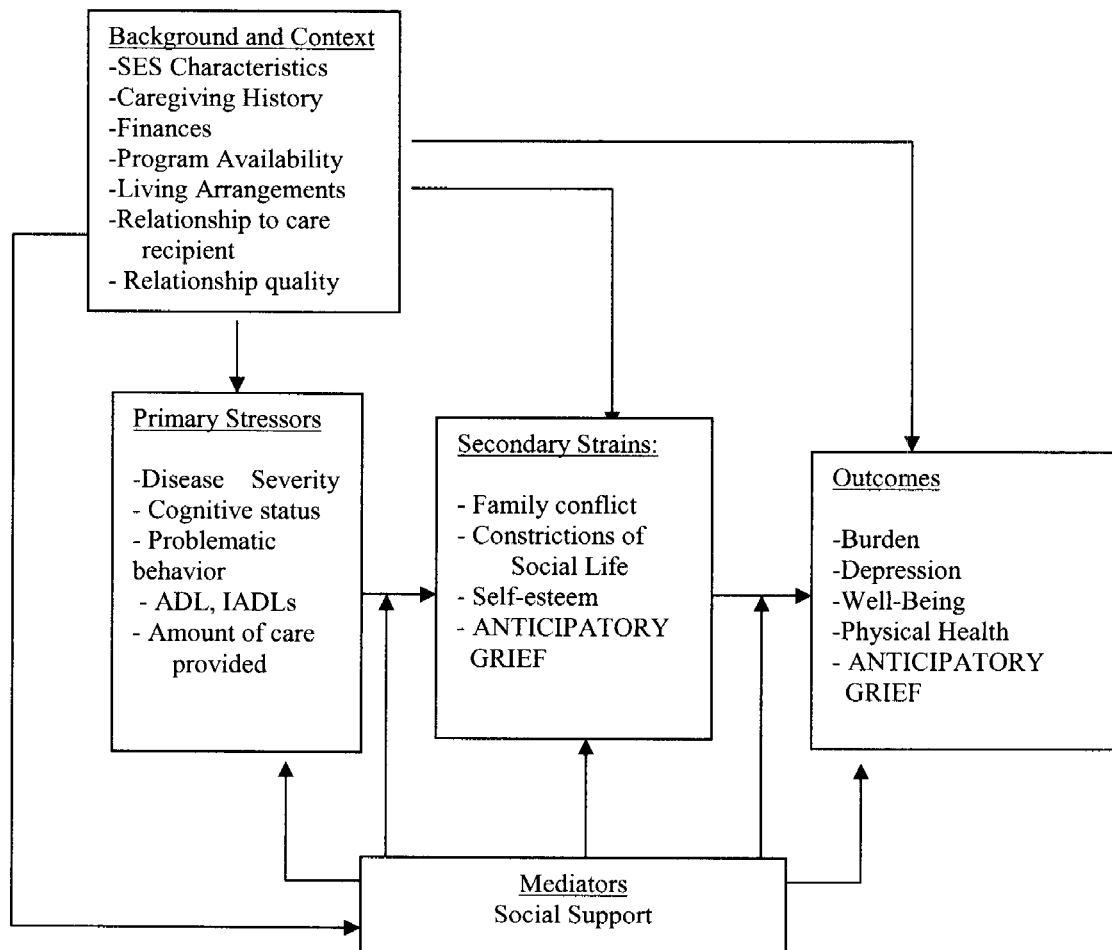 Background and Context
-SES Characteristics
-Caregiving History
-Finances
-Program Availability
-Living Arrangements
-Relationship to care
recipient
- Relationship quality
Primary Stressors
-Disease Severity
- Cognitive status
- Problematic
behavior
- ADL, IADLs
- Amount of care
provided
Secondary Strains:
- Family conflict
- Constrictions of
Social Life
- Self-esteem
- ANTICIPATORY
GRIEF
Outcomes
-Burden
-Depression
-Well-Being
-Physical Health
- ANTICIPATORY
GRIEF
Mediators
Social Support